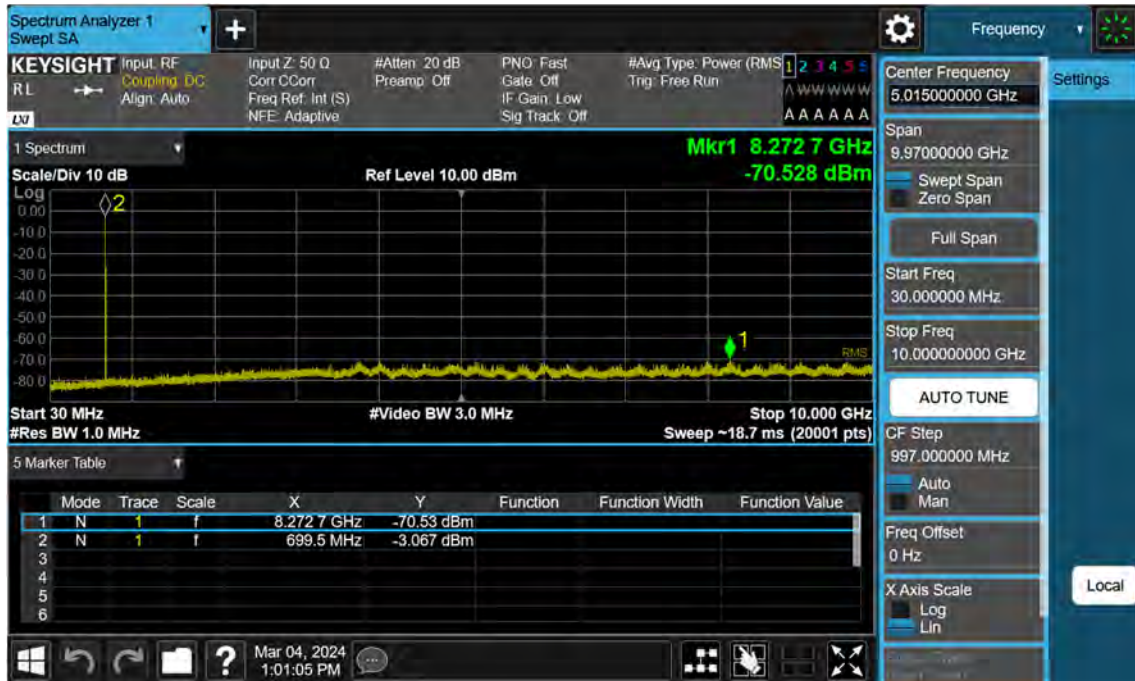 Spectrum Analyzer 1
Swept SA
Frequency
KEYSIGHT
RL
LXI
Input: RF
Coupling: DC
Align: Auto
Input Z: 50 Ω
Corr CCorr
Freq Ref: Int (S)
NFE: Adaptive
#Atten: 20 dB
Preamp: Off
PNO: Fast
Gate: Off
IF Gain: Low
Sig Track: Off
#Avg Type: Power (RMS
Trig: Free Run
1 2 3 4 5 6
A W W W W W
A A A A A A
1 Spectrum
Scale/Div 10 dB
Ref Level 10.00 dBm
Mkr1 8.272 7 GHz
-70.528 dBm
Log
0.00
-10.0
-20.0
-30.0
-40.0
-50.0
-60.0
-70.0
-80.0
2
1
RMS
Start 30 MHz
#Video BW 3.0 MHz
Stop 10.000 GHz
#Res BW 1.0 MHz
Sweep ~18.7 ms (20001 pts)
5 Marker Table
Mode Trace Scale X Y Function Function Width Function Value
1 N 1 f 8.272 7 GHz -70.53 dBm
2 N 1 f 699.5 MHz -3.067 dBm
3
4
5
6
Mar 04, 2024
1:01:05 PM
Center Frequency
5.015000000 GHz
Span
9.97000000 GHz
Swept Span
Zero Span
Full Span
Start Freq
30.000000 MHz
Stop Freq
10.000000000 GHz
AUTO TUNE
CF Step
997.000000 MHz
Auto
Man
Freq Offset
0 Hz
X Axis Scale
Log
Lin
Settings
Local